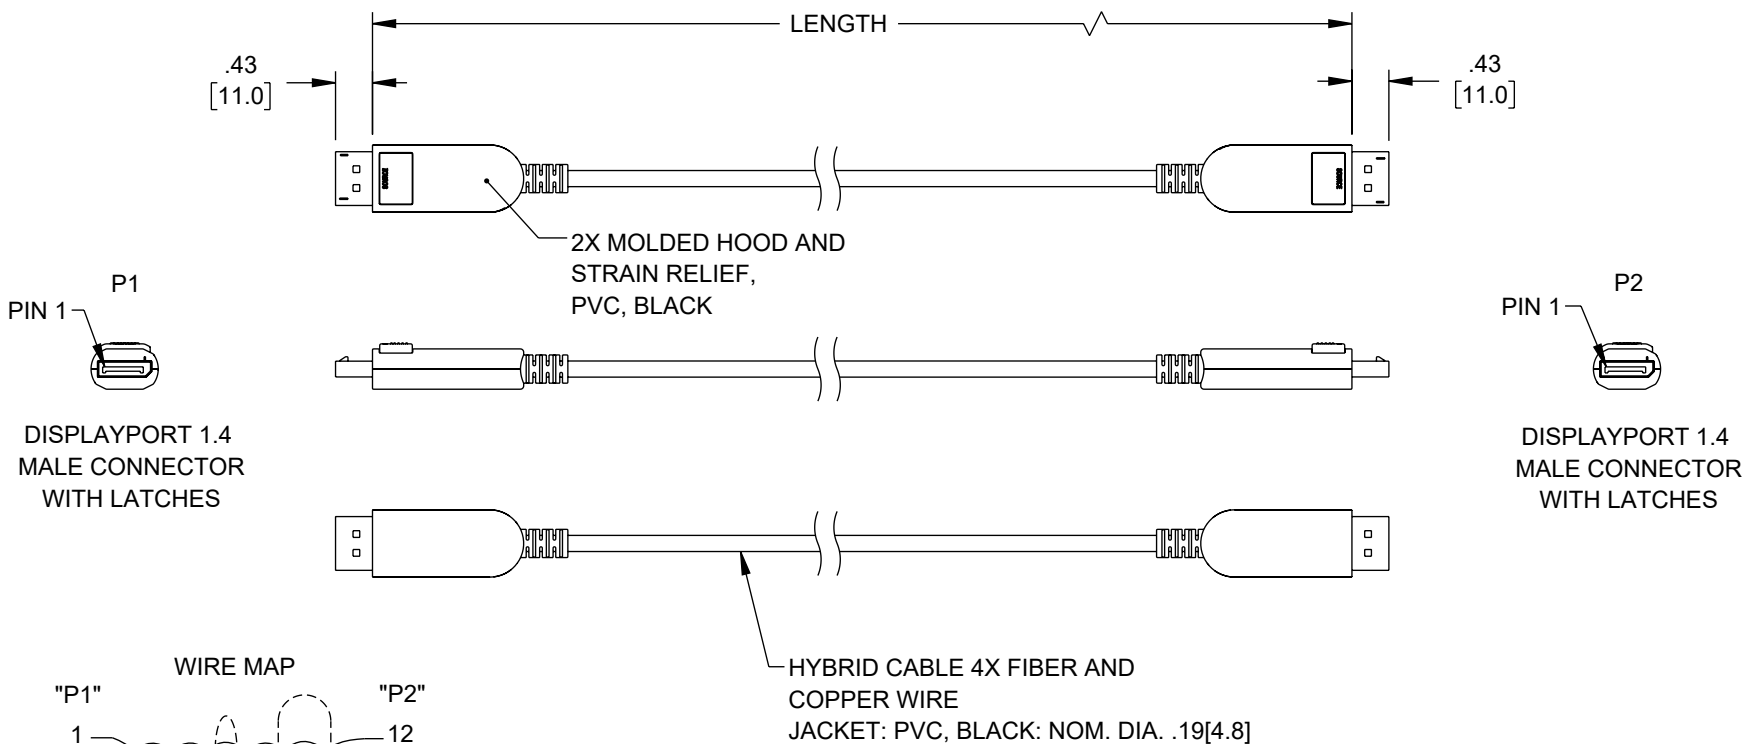 LENGTH
.43
[11.0]
.43
[11.0]
SOURCE
SOURCE
2X MOLDED HOOD AND
STRAIN RELIEF,
PVC, BLACK
P1
PIN 1
P2
PIN 1
DISPLAYPORT 1.4
MALE CONNECTOR
WITH LATCHES
DISPLAYPORT 1.4
MALE CONNECTOR
WITH LATCHES
HYBRID CABLE 4X FIBER AND
COPPER WIRE
JACKET: PVC, BLACK: NOM. DIA. .19[4.8]
WIRE MAP
"P1" "P2"
1 12